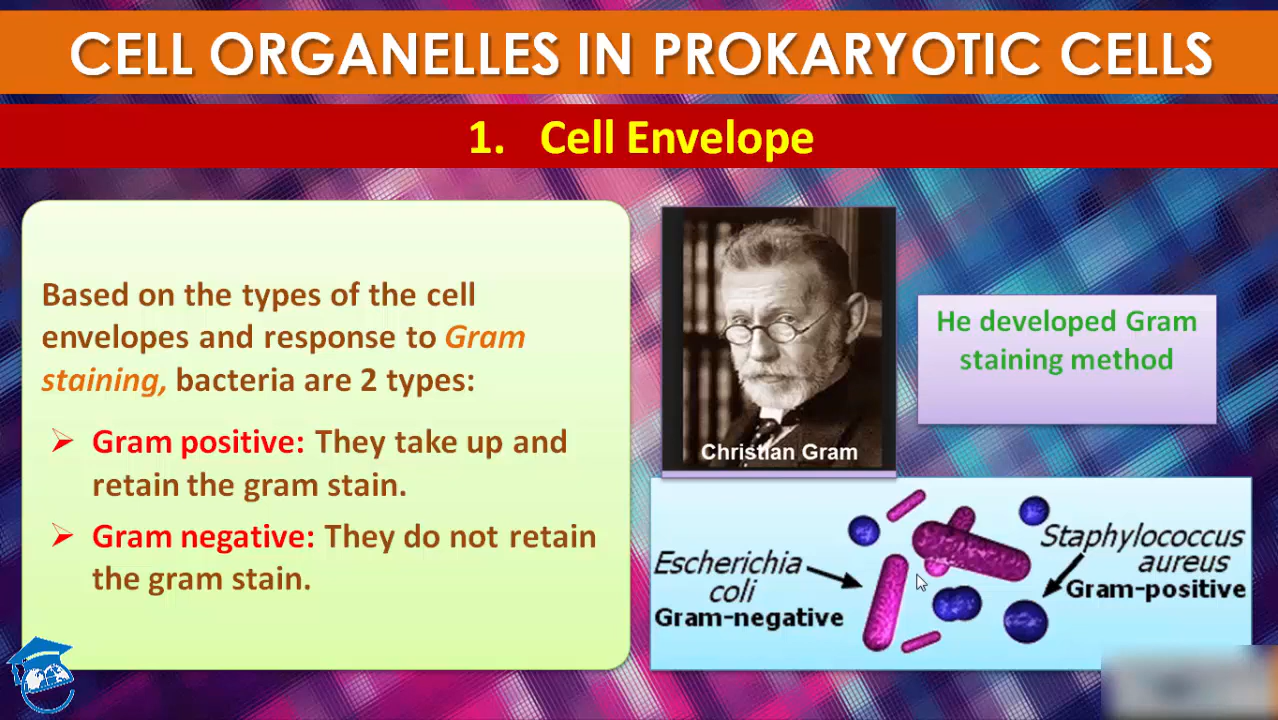 CELL ORGANELLES IN PROKARYOTIC CELLS
1. Cell Envelope
Based on the types of the cell
envelopes and response to Gram
staining, bacteria are 2 types:
Gram positive: They take up and
retain the gram stain.
Gram negative: They do not retain
the gram stain.
Christian Gram
He developed Gram
staining method
Escherichia
coli
Gram-negative
Staphylococcus
aureus
Gram-positive